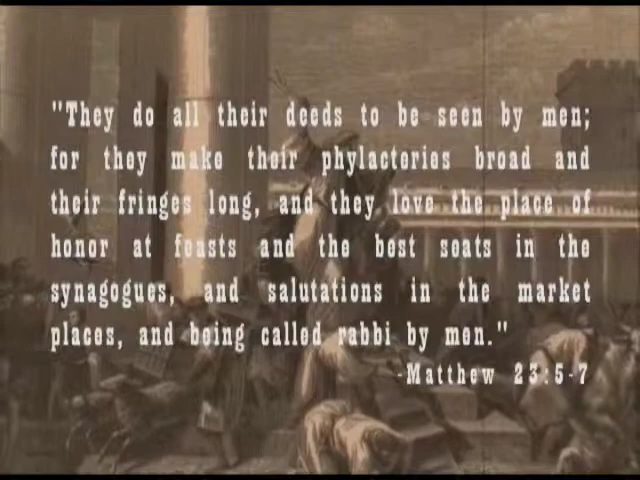 "They do all their deeds to be seen by men;
for they make their phylacteries broad and
their fringes long, and they love the place of
honor at feasts and the best seats in the
synagogues, and salutations in the market
places, and being called rabbi by men."
-Matthew 23:5-7